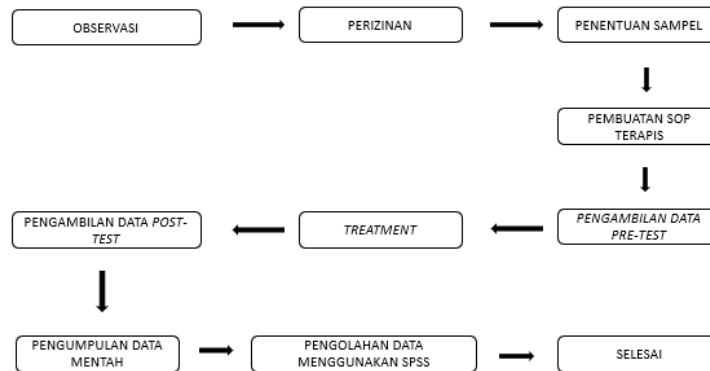 OBSERVASI
PERIZINAN
PENENTUAN SAMPEL
PEMBUATAN SOP
TERAPIS
PENGAMBILAN DATA
PRE-TEST
TREATMENT
PENGAMBILAN DATA POST-
TEST
PENGUMPULAN DATA
MENTAH
PENGOLAHAN DATA
MENGGUNAKAN SPSS
SELESAI